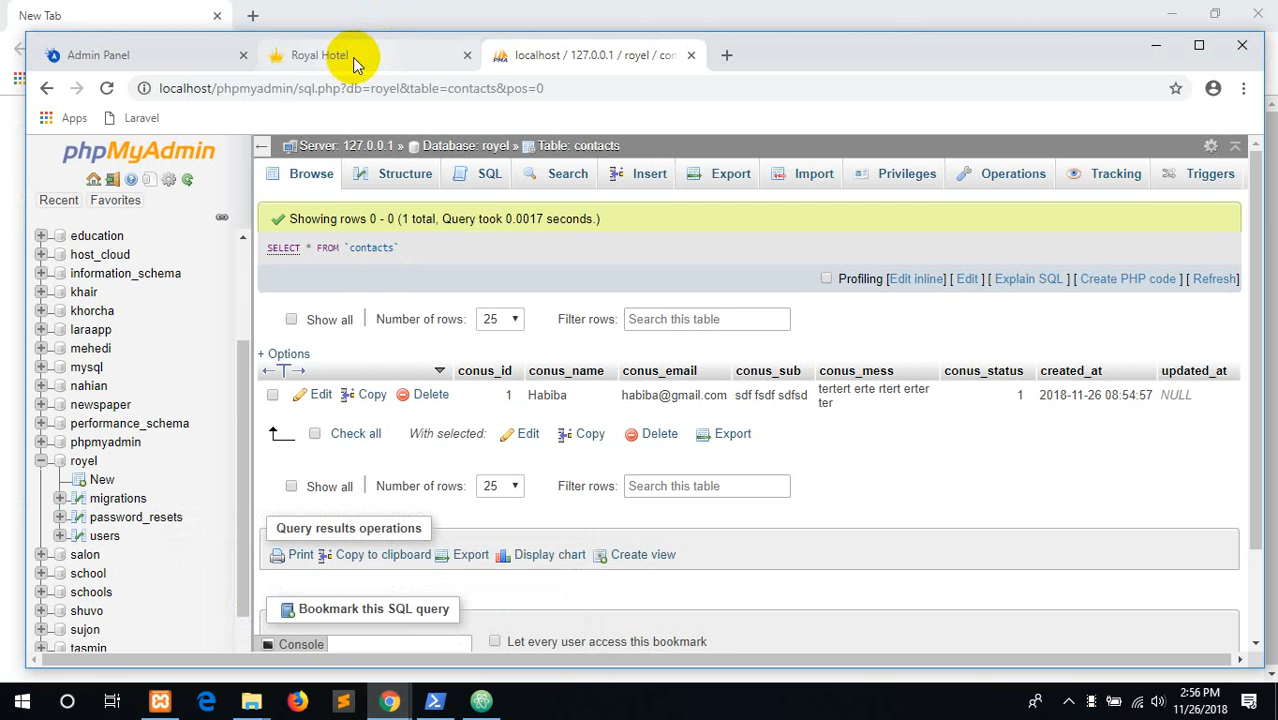 New Tab
Admin Panel
Royal Hotel
localhost / 127.0.0.1 / royel / con
localhost/phpmyadmin/sql.php?db=royel&table=contacts&pos=0
Apps
Laravel
phpMyAdmin
Recent
Favorites
education
host_cloud
information_schema
khair
khorcha
laraapp
mehedi
mysql
nahian
newspaper
performance_schema
phpmyadmin
royel
New
migrations
password_resets
users
salon
school
schools
shuvo
sujon
tasmin
Server: 127.0.0.1 » Database: royel » Table: contacts
Browse Structure SQL Search Insert Export Import Privileges Operations Tracking Triggers
Showing rows 0 - 0 (1 total, Query took 0.0017 seconds.)
SELECT * FROM `contacts`
Profiling [Edit inline] [ Edit ] [ Explain SQL ] [ Create PHP code ] [ Refresh]
Show all Number of rows: 25 Filter rows: Search this table
+ Options
conus_id conus_name conus_email conus_sub conus_mess conus_status created_at updated_at
Edit Copy Delete 1 Habiba habiba@gmail.com sdf fsdf sdfsd tertert erte rtert erter 1 2018-11-26 08:54:57 NULL
ter
Check all With selected: Edit Copy Delete Export
Show all Number of rows: 25 Filter rows: Search this table
Query results operations
Print Copy to clipboard Export Display chart Create view
Bookmark this SQL query
Console
Let every user access this bookmark
2:56 PM
11/26/2018